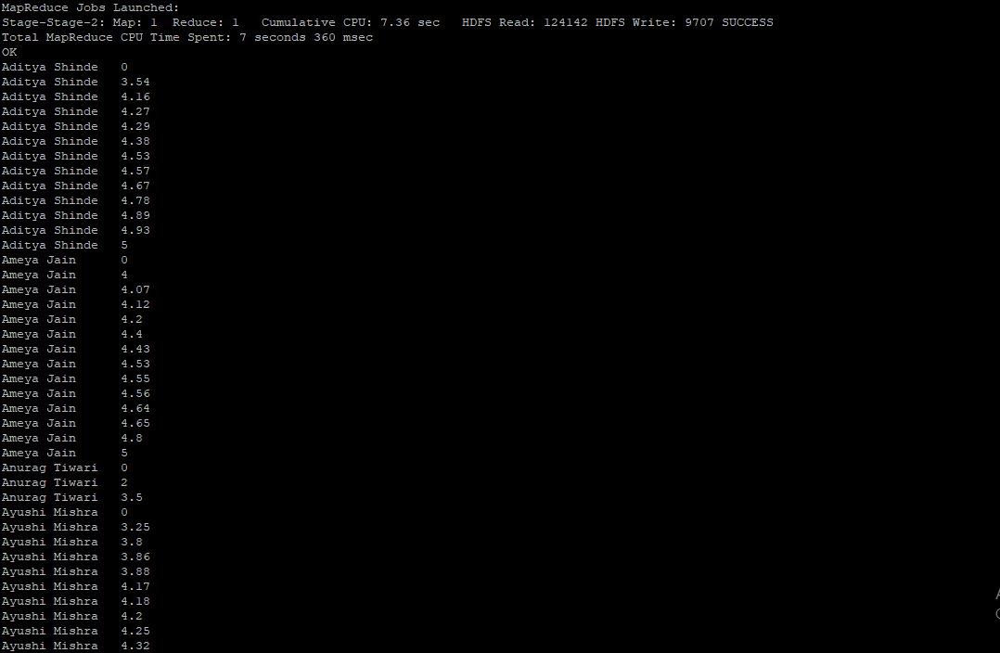 MapReduce Jobs Launched:
Stage-Stage-2: Map: 1  Reduce: 1   Cumulative CPU: 7.36 sec   HDFS Read: 124142 HDFS Write: 9707 SUCCESS
Total MapReduce CPU Time Spent: 7 seconds 360 msec
OK
Aditya Shinde   0
Aditya Shinde   3.54
Aditya Shinde   4.16
Aditya Shinde   4.27
Aditya Shinde   4.29
Aditya Shinde   4.38
Aditya Shinde   4.53
Aditya Shinde   4.57
Aditya Shinde   4.67
Aditya Shinde   4.78
Aditya Shinde   4.89
Aditya Shinde   4.93
Aditya Shinde   5
Ameya Jain      0
Ameya Jain      4
Ameya Jain      4.07
Ameya Jain      4.12
Ameya Jain      4.2
Ameya Jain      4.4
Ameya Jain      4.43
Ameya Jain      4.53
Ameya Jain      4.55
Ameya Jain      4.56
Ameya Jain      4.64
Ameya Jain      4.65
Ameya Jain      4.8
Ameya Jain      5
Anurag Tiwari   0
Anurag Tiwari   2
Anurag Tiwari   3.5
Ayushi Mishra   0
Ayushi Mishra   3.25
Ayushi Mishra   3.8
Ayushi Mishra   3.86
Ayushi Mishra   3.88
Ayushi Mishra   4.17
Ayushi Mishra   4.18
Ayushi Mishra   4.2
Ayushi Mishra   4.25
Ayushi Mishra   4.32